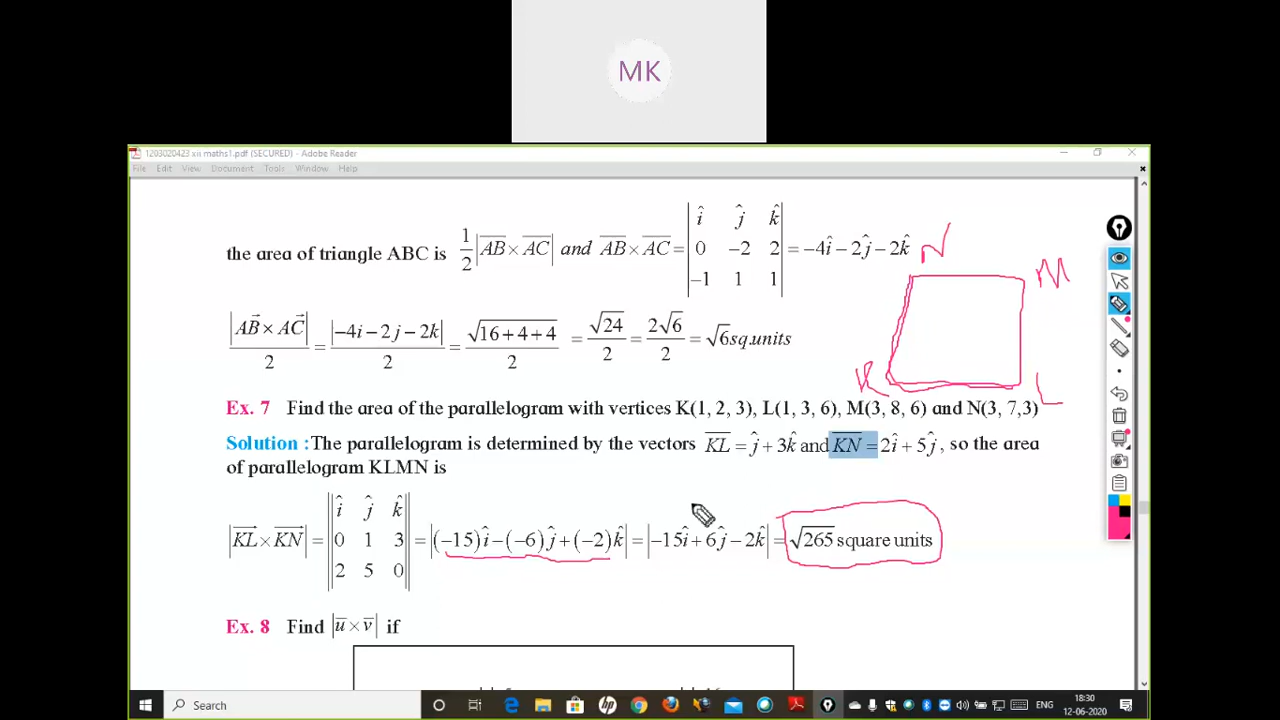 MK
1203020423 xii maths1.pdf (SECURED) - Adobe Reader
File Edit View Document Tools Window Help
the area of triangle ABC is 1/2 |AB × AC| and AB × AC = | î ĵ k̂ | 0 -2 2 | -1 1 1 | = -4î - 2ĵ - 2k̂
|AB × AC| / 2 = |-4i - 2j - 2k| / 2 = √16+4+4 / 2 = √24 / 2 = 2√6 / 2 = √6 sq.units
N
M
K
L
Ex. 7 Find the area of the parallelogram with vertices K(1, 2, 3), L(1, 3, 6), M(3, 8, 6) and N(3, 7,3)
Solution : The parallelogram is determined by the vectors KL = ĵ + 3k̂ and KN = 2î + 5ĵ , so the area
of parallelogram KLMN is
|KL × KN| = || î ĵ k̂ | 0 1 3 | 2 5 0 || = |(-15)î - (-6)ĵ + (-2)k̂| = |-15î + 6ĵ - 2k̂| = √265 square units
Ex. 8 Find |u × v| if
Search
ENG
18:30
12-06-2020